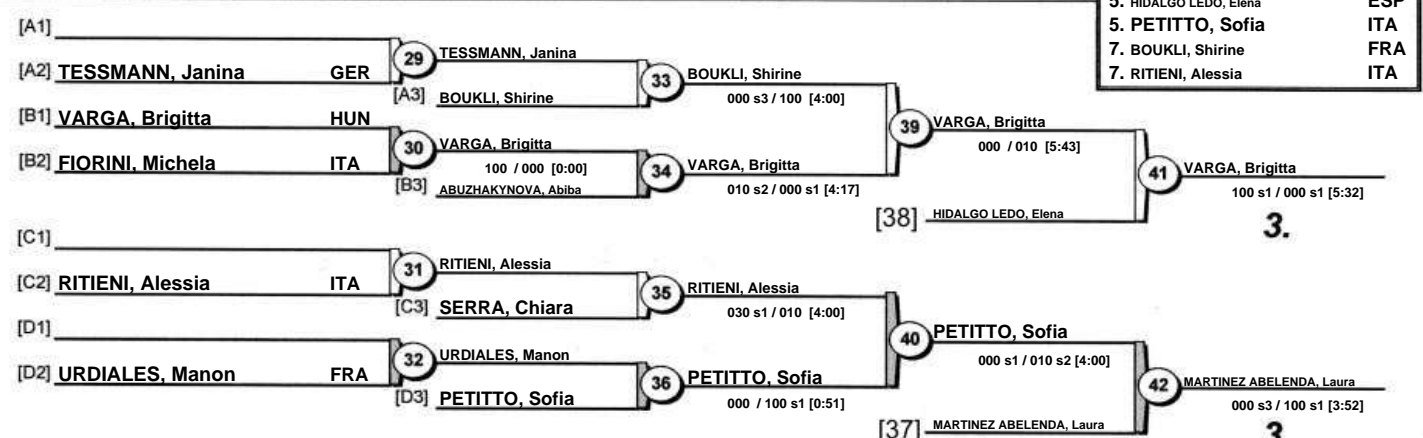 5. HIDALGO LEDO, Elena ESP
5. PETITTO, Sofia ITA
7. BOUKLI, Shirine FRA
7. RITIENI, Alessia ITA
[A1]
[A2] TESSMANN, Janina GER
29
TESSMANN, Janina
[A3] BOUKLI, Shirine
33
BOUKLI, Shirine
000 s3 / 100 [4:00]
[B1] VARGA, Brigitta HUN
[B2] FIORINI, Michela ITA
30
VARGA, Brigitta
100 / 000 [0:00]
[B3] ABUZHAKYNOVA, Abiba
34
VARGA, Brigitta
010 s2 / 000 s1 [4:17]
39
VARGA, Brigitta
000 / 010 [5:43]
[38] HIDALGO LEDO, Elena
41
VARGA, Brigitta
100 s1 / 000 s1 [5:32]
3.
[C1]
[C2] RITIENI, Alessia ITA
31
RITIENI, Alessia
[C3] SERRA, Chiara
35
RITIENI, Alessia
030 s1 / 010 [4:00]
[D1]
[D2] URDIALES, Manon FRA
32
URDIALES, Manon
[D3] PETITTO, Sofia
36
PETITTO, Sofia
000 / 100 s1 [0:51]
40
PETITTO, Sofia
000 s1 / 010 s2 [4:00]
[37] MARTINEZ ABELENDA, Laura
42
MARTINEZ ABELENDA, Laura
000 s3 / 100 s1 [3:52]
3.